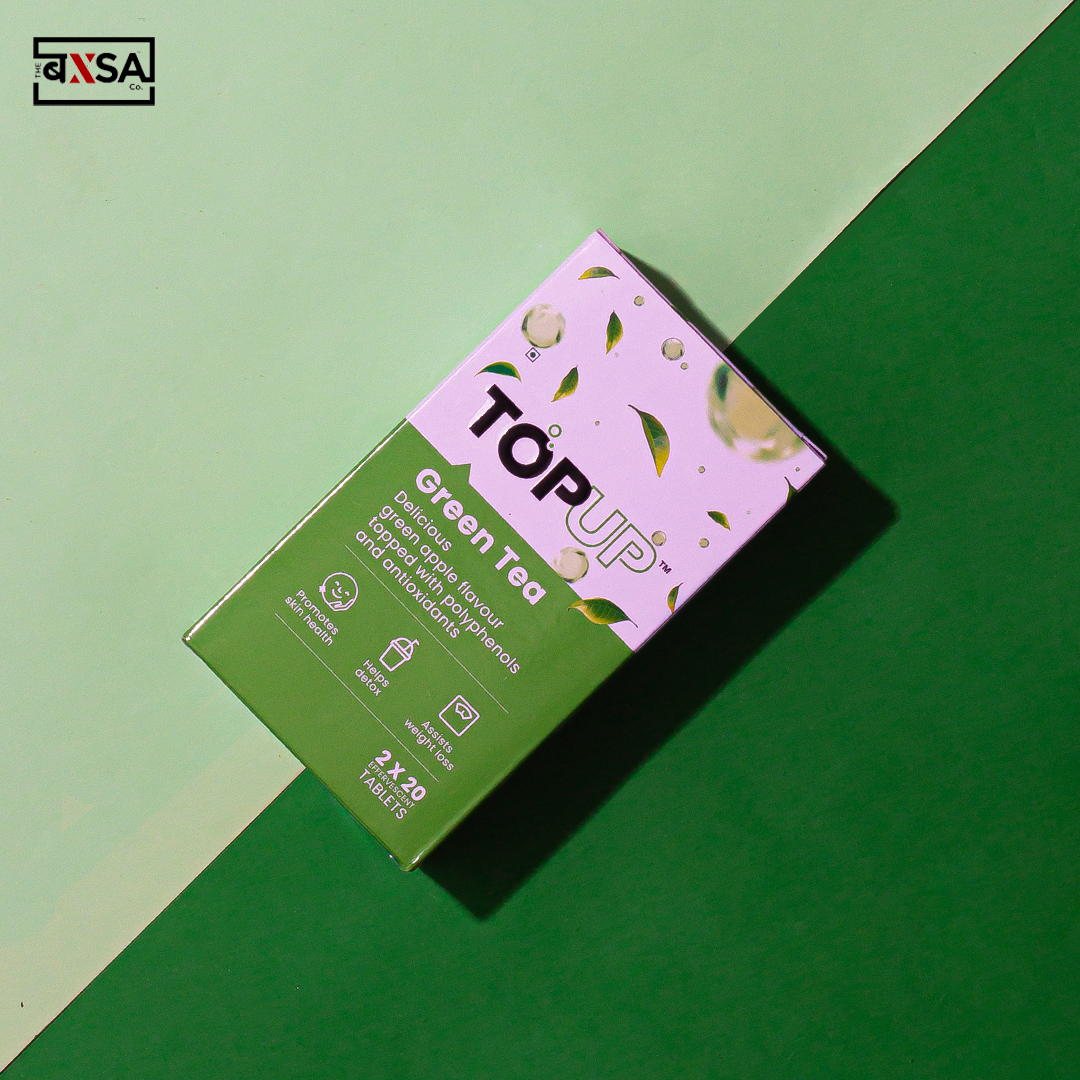 THE बXSA Co.
TOPUP™
Green Tea
Delicious
green apple flavour
topped with polyphenols
and antioxidants
Promotes
skin health
Helps
detox
Assists
weight loss
2 X 20
EFFERVESCENT
TABLETS